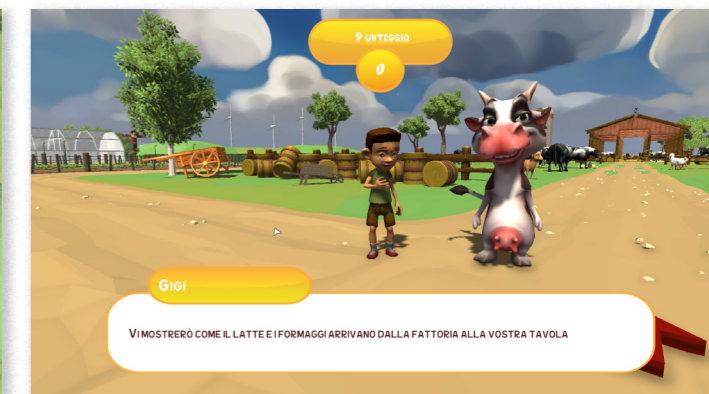 PUNTEGGIO
0
GIGI
VI MOSTRERÒ COME IL LATTE E I FORMAGGI ARRIVANO DALLA FATTORIA ALLA VOSTRA TAVOLA